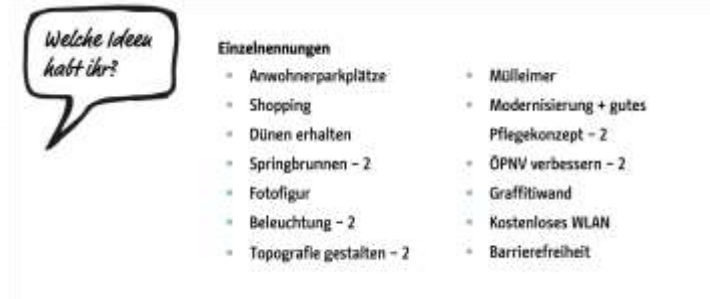 Welche Ideen
habt ihr?
Einzelnennungen
Anwohnerparkplätze
Shopping
Dünen erhalten
Springbrunnen – 2
Fotofigur
Beleuchtung – 2
Topografie gestalten – 2
Mülleimer
Modernisierung + gutes
Pflegekonzept – 2
ÖPNV verbessern – 2
Graffitiwand
Kostenloses WLAN
Barrierefreiheit